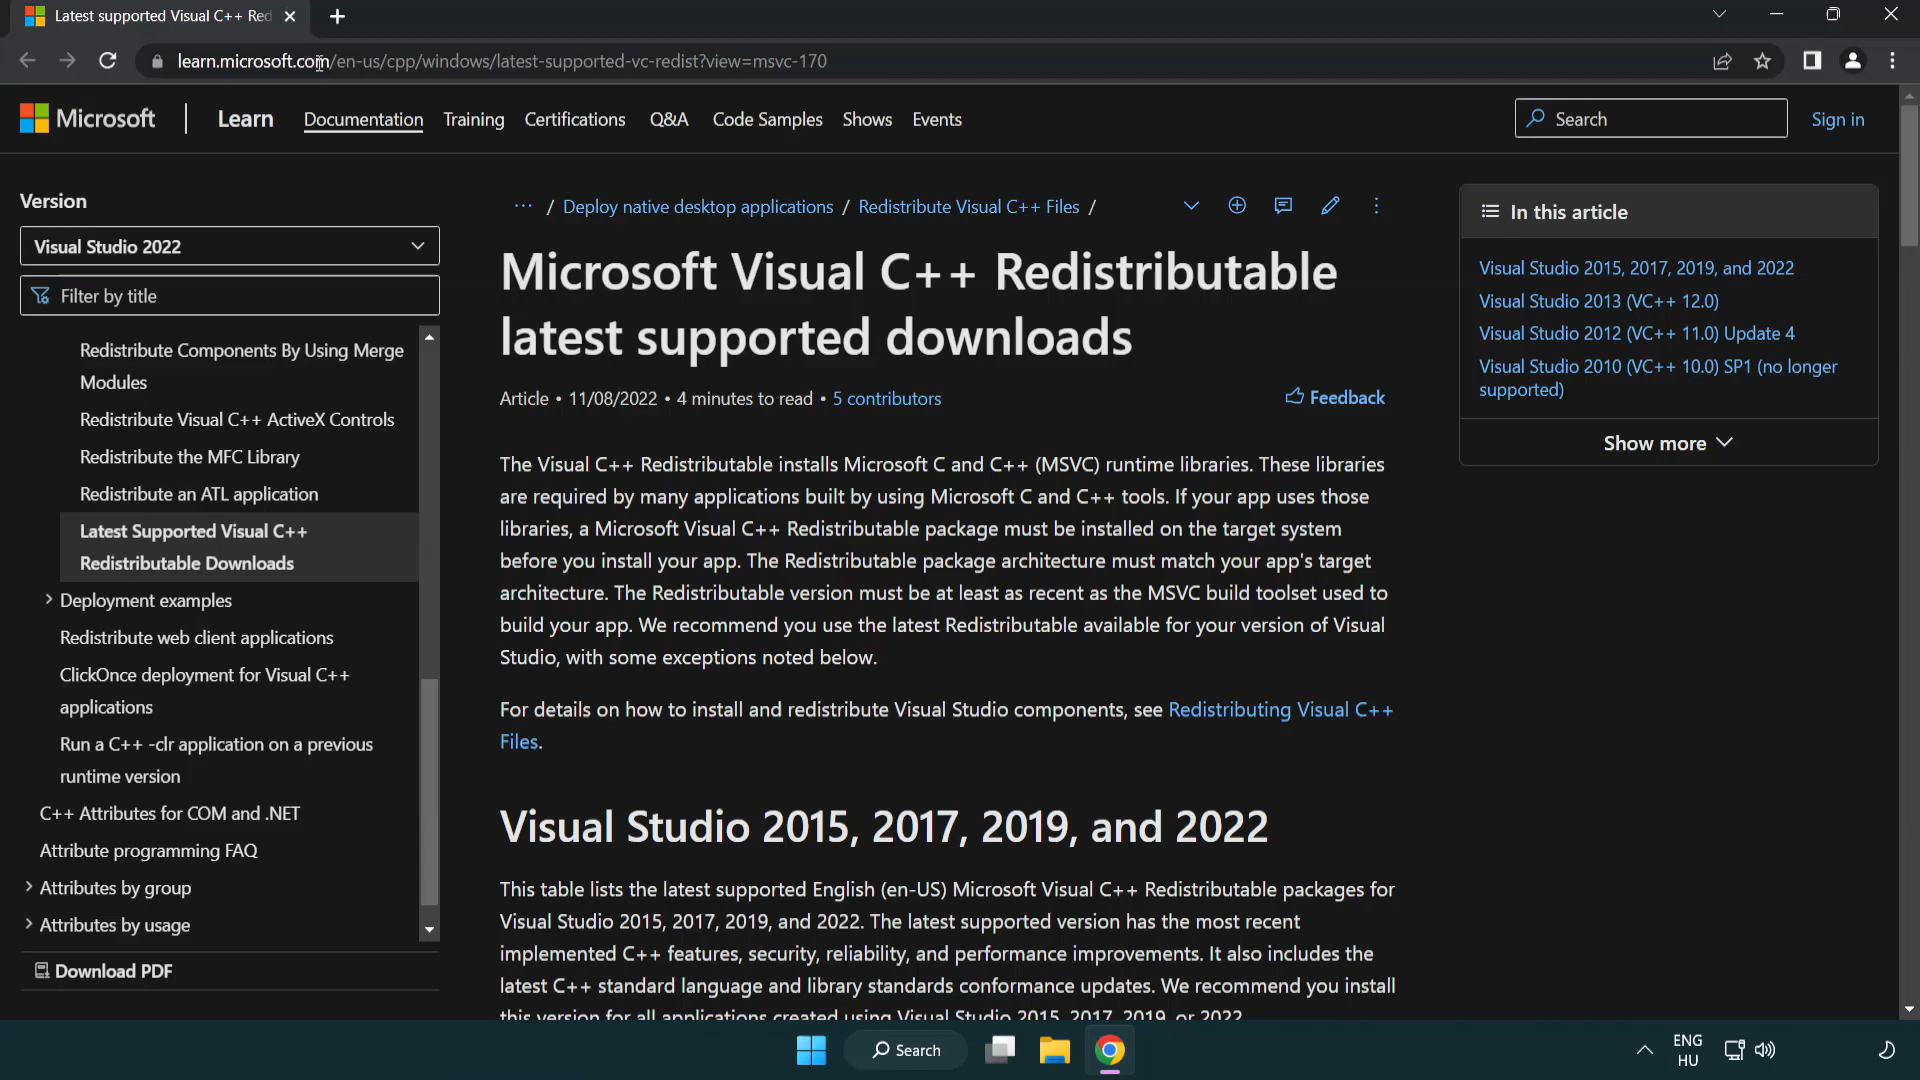 Latest supported Visual C++ Red
learn.microsoft.com/en-us/cpp/windows/latest-supported-vc-redist?view=msvc-170
Microsoft
Learn
Documentation
Training
Certifications
Q&A
Code Samples
Shows
Events
Search
Sign in
Version
Visual Studio 2022
Filter by title
Redistribute Components By Using Merge
Modules
Redistribute Visual C++ ActiveX Controls
Redistribute the MFC Library
Redistribute an ATL application
Latest Supported Visual C++
Redistributable Downloads
Deployment examples
Redistribute web client applications
ClickOnce deployment for Visual C++
applications
Run a C++ -clr application on a previous
runtime version
C++ Attributes for COM and .NET
Attribute programming FAQ
Attributes by group
Attributes by usage
Download PDF
... / Deploy native desktop applications / Redistribute Visual C++ Files /
Microsoft Visual C++ Redistributable
latest supported downloads
Article • 11/08/2022 • 4 minutes to read • 5 contributors
Feedback
The Visual C++ Redistributable installs Microsoft C and C++ (MSVC) runtime libraries. These libraries
are required by many applications built by using Microsoft C and C++ tools. If your app uses those
libraries, a Microsoft Visual C++ Redistributable package must be installed on the target system
before you install your app. The Redistributable package architecture must match your app's target
architecture. The Redistributable version must be at least as recent as the MSVC build toolset used to
build your app. We recommend you use the latest Redistributable available for your version of Visual
Studio, with some exceptions noted below.
For details on how to install and redistribute Visual Studio components, see Redistributing Visual C++
Files.
Visual Studio 2015, 2017, 2019, and 2022
This table lists the latest supported English (en-US) Microsoft Visual C++ Redistributable packages for
Visual Studio 2015, 2017, 2019, and 2022. The latest supported version has the most recent
implemented C++ features, security, reliability, and performance improvements. It also includes the
latest C++ standard language and library standards conformance updates. We recommend you install
this version for all applications created using Visual Studio 2015, 2017, 2019, or 2022.
In this article
Visual Studio 2015, 2017, 2019, and 2022
Visual Studio 2013 (VC++ 12.0)
Visual Studio 2012 (VC++ 11.0) Update 4
Visual Studio 2010 (VC++ 10.0) SP1 (no longer
supported)
Show more
Search
ENG
HU